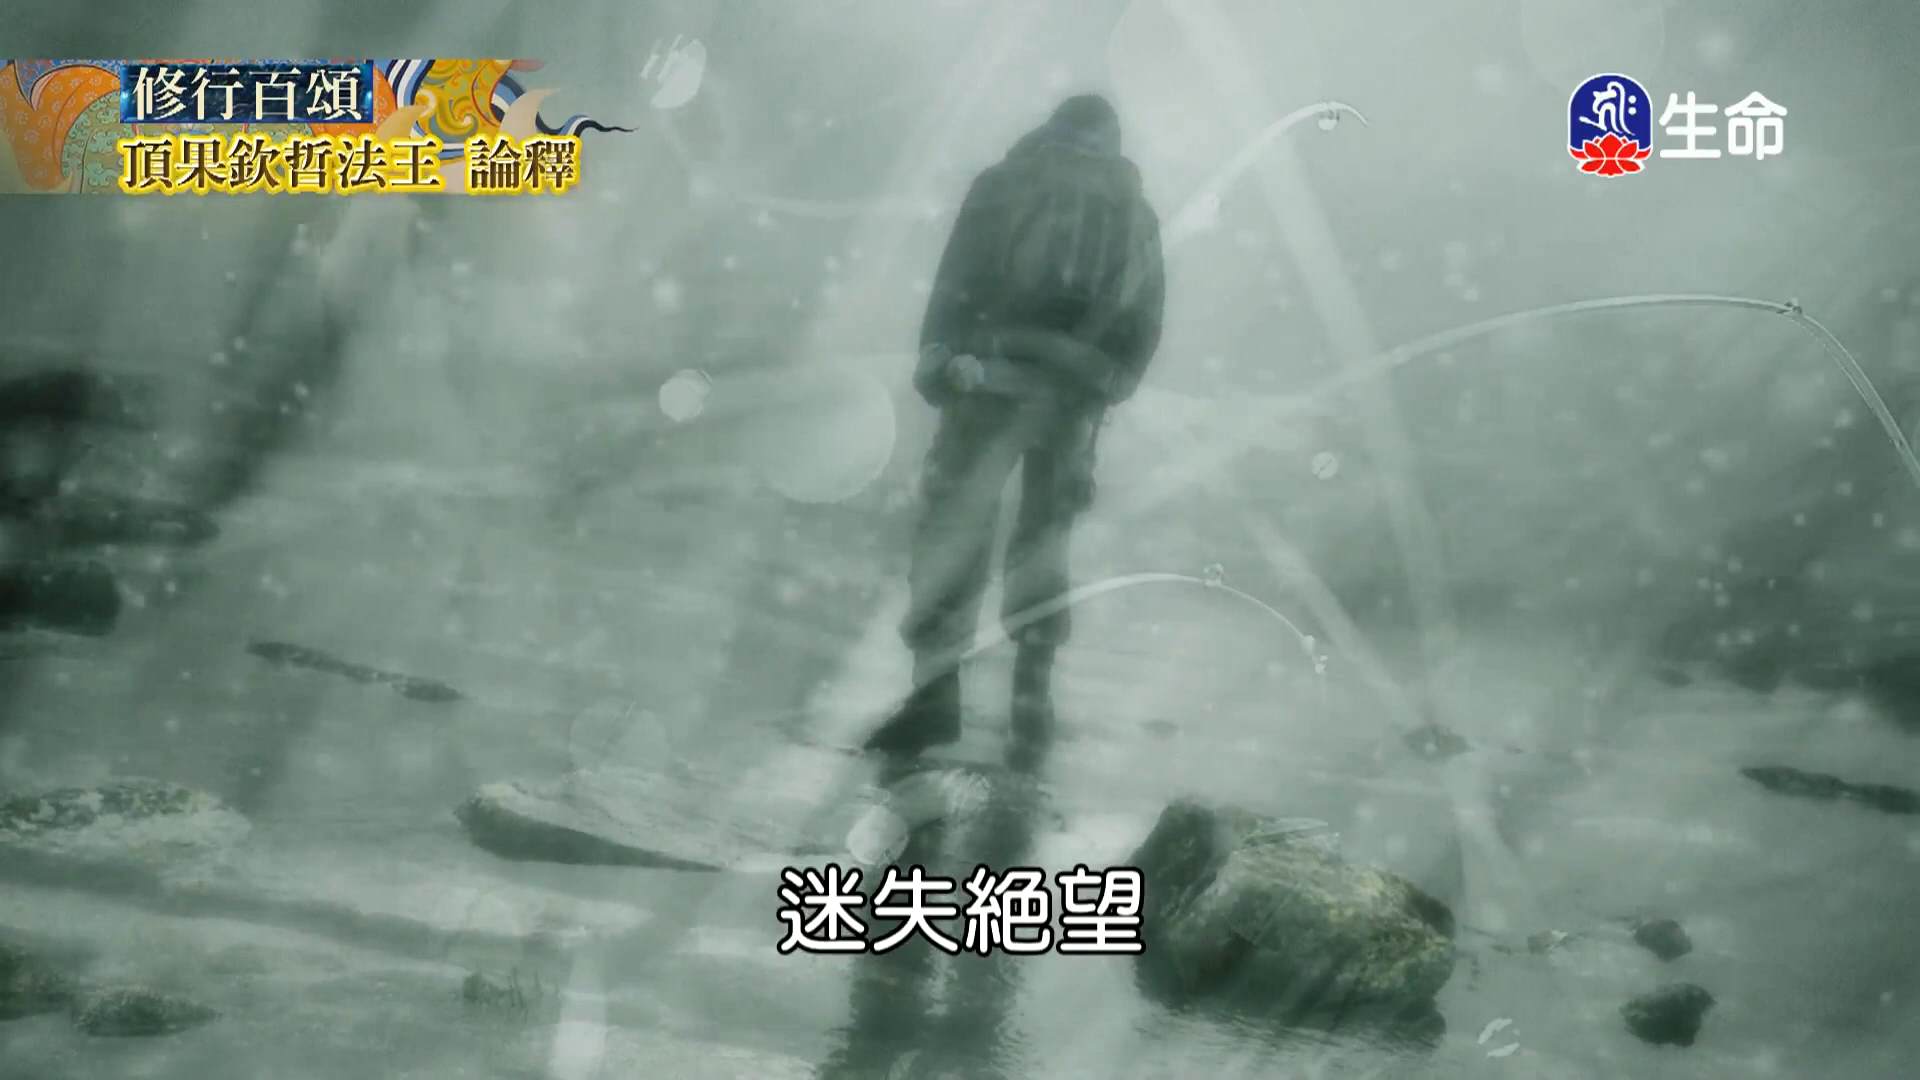 修行百頌
頂果欽哲法王 論釋
生命
迷失絕望